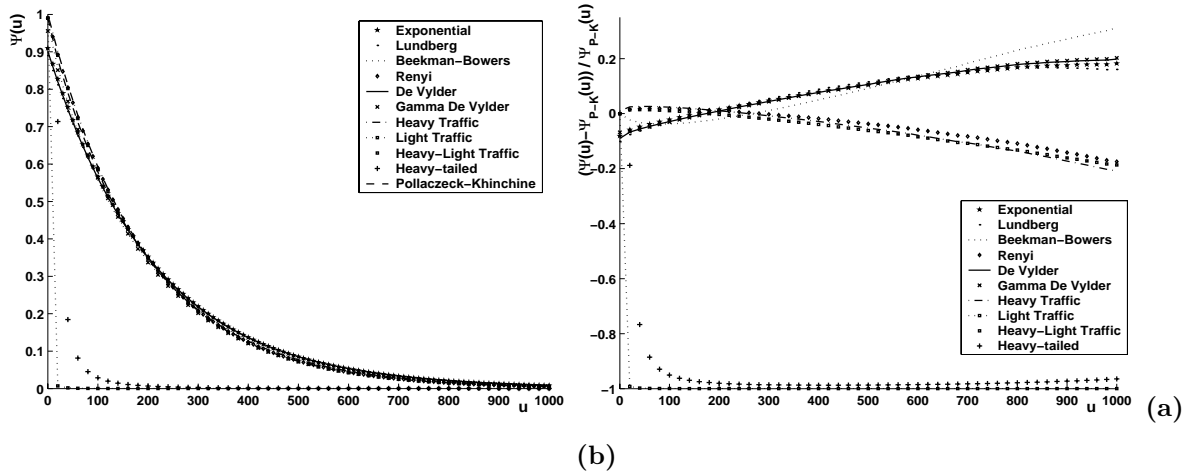 Ψ(u)
1
0.9
0.8
0.7
0.6
0.5
0.4
0.3
0.2
0.1
0
0 100 200 300 400 500 600 700 800 900 1000
u
Exponential
Lundberg
Beekman−Bowers
Renyi
De Vylder
Gamma De Vylder
Heavy Traffic
Light Traffic
Heavy−Light Traffic
Heavy−tailed
Pollaczeck−Khinchine
(Ψ(u)−Ψ_{P−K}(u)) / Ψ_{P−K}(u)
0.2
0
−0.2
−0.4
−0.6
−0.8
−1
0 100 200 300 400 500 600 700 800 900 1000
u
Exponential
Lundberg
Beekman−Bowers
Renyi
De Vylder
Gamma De Vylder
Heavy Traffic
Light Traffic
Heavy−Light Traffic
Heavy−tailed
(a)
(b)